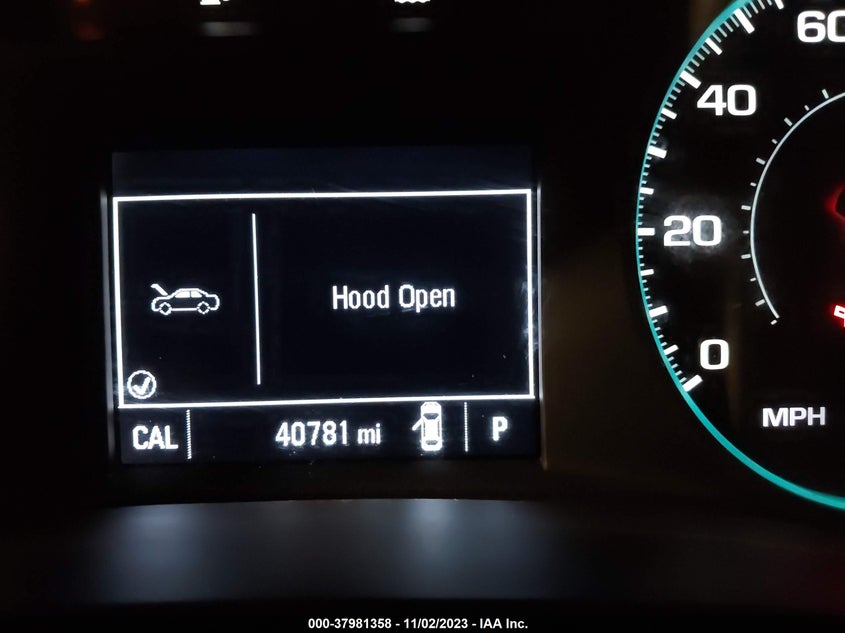 60
40
20
0
MPH
Hood Open
CAL 40781 mi P
000-37981358 - 11/02/2023 - IAA Inc.